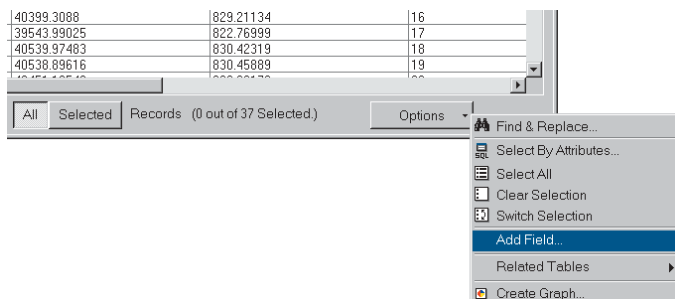 40399.3088 829.21134 16
39543.99025 822.76999 17
40539.97483 830.42319 18
40538.89616 830.45889 19
All Selected Records (0 out of 37 Selected.) Options
Find & Replace...
SQL Select By Attributes...
Select All
Clear Selection
Switch Selection
Add Field...
Related Tables
Create Graph...